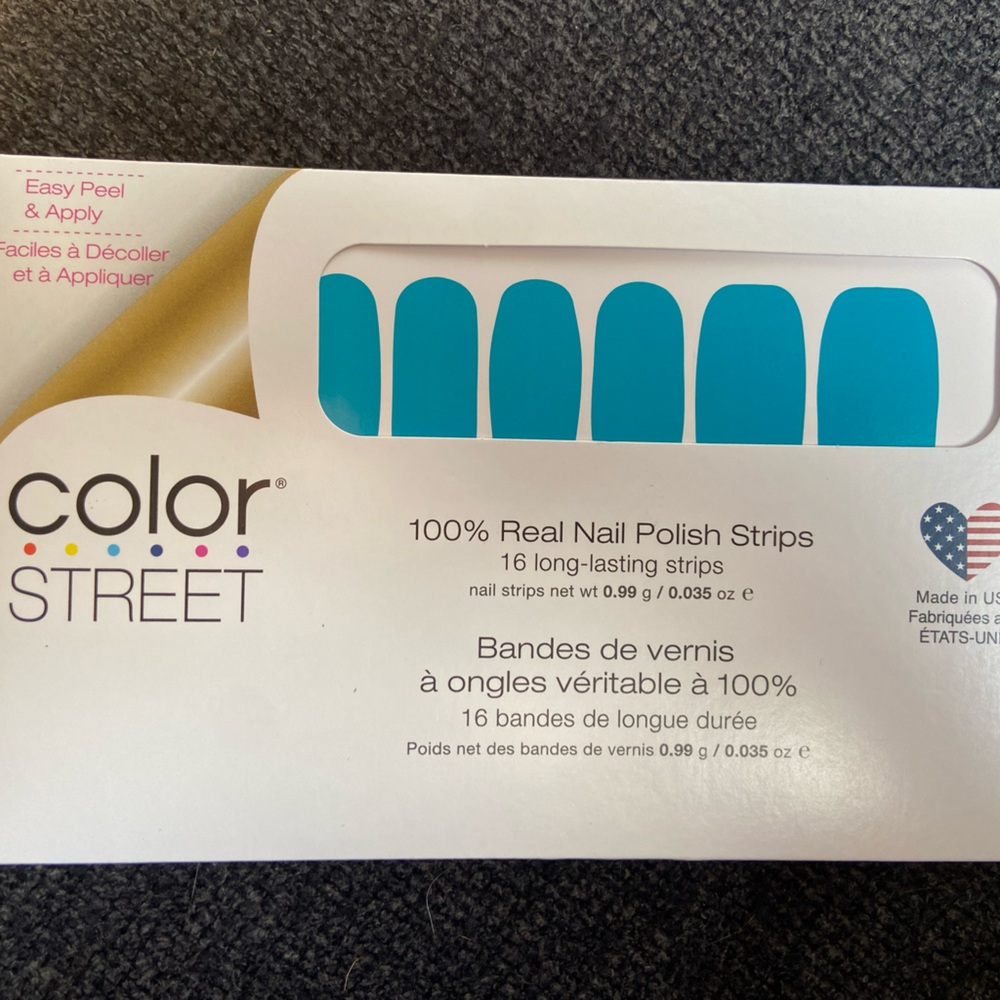 Easy Peel
& Apply
Faciles à Décoller
et à Appliquer
color®
STREET
100% Real Nail Polish Strips
16 long-lasting strips
nail strips net wt 0.99 g / 0.035 oz ℮
Bandes de vernis
à ongles véritable à 100%
16 bandes de longue durée
Poids net des bandes de vernis 0.99 g / 0.035 oz ℮
Made in
Fabriquées